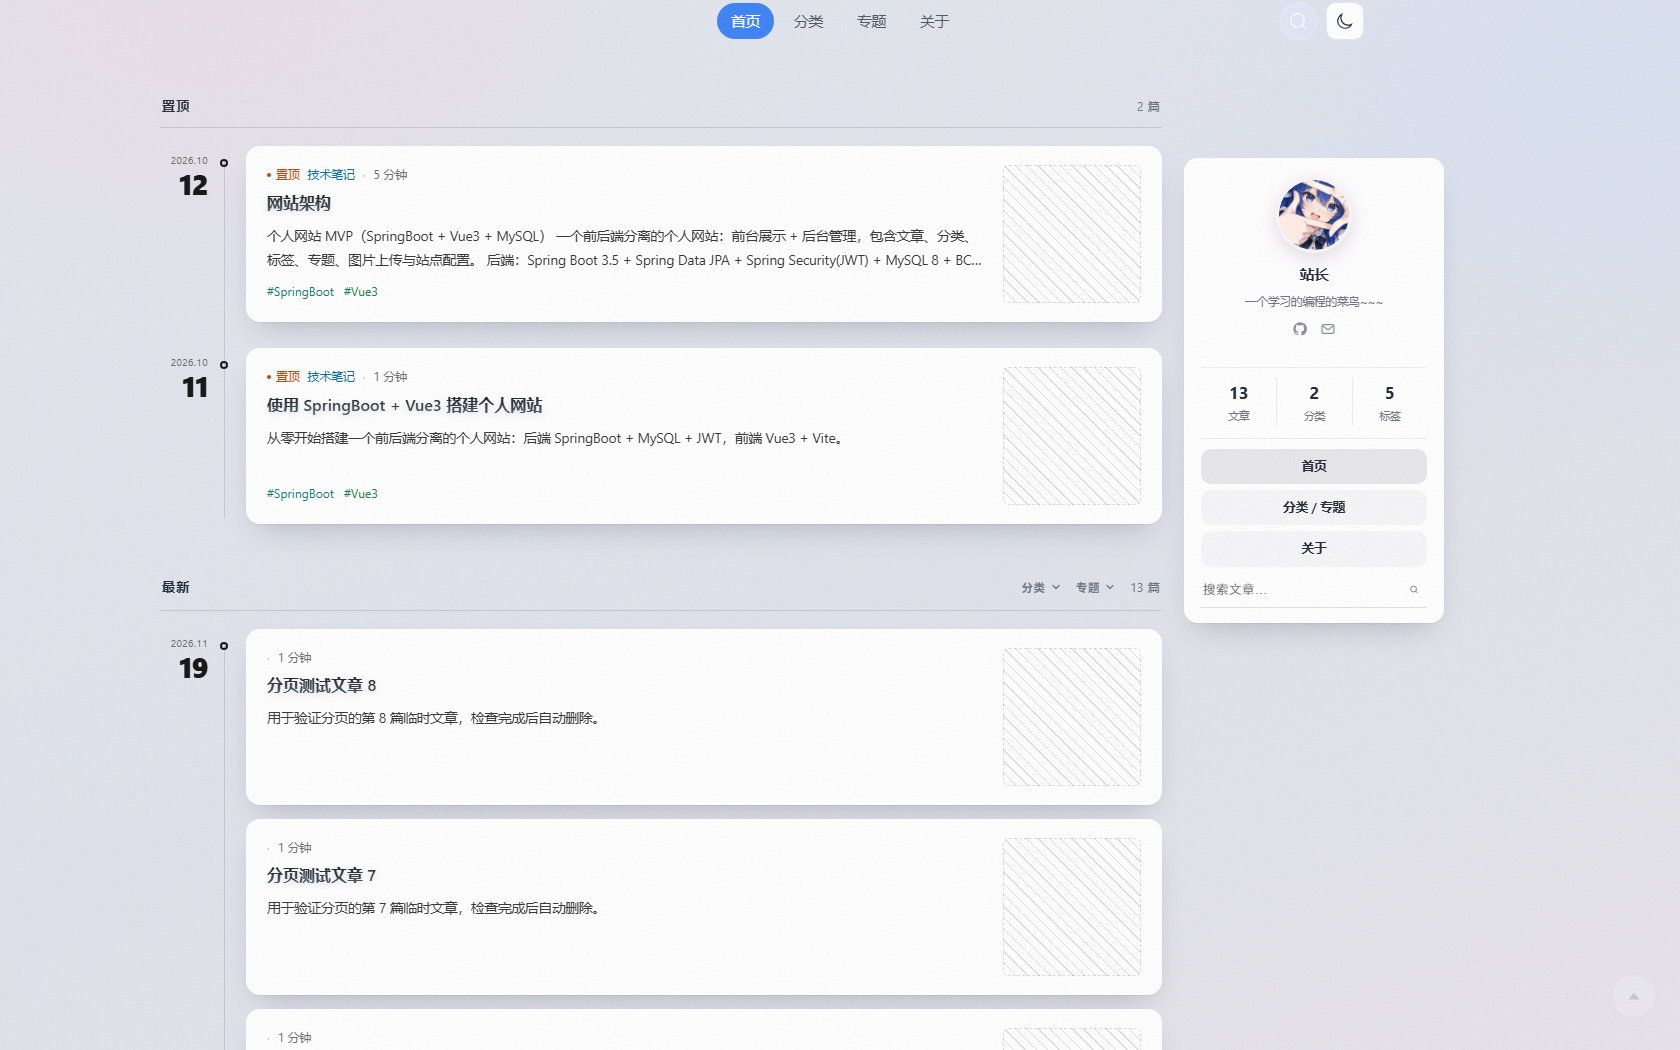 首页 分类 专题 关于
置顶 2 篇
2026.10
12
置顶 技术笔记 · 5 分钟
网站架构
个人网站 MVP（SpringBoot + Vue3 + MySQL） 一个前后端分离的个人网站：前台展示 + 后台管理，包含文章、分类、
标签、专题、图片上传与站点配置。 后端：Spring Boot 3.5 + Spring Data JPA + Spring Security(JWT) + MySQL 8 + BC...
#SpringBoot #Vue3
2026.10
11
置顶 技术笔记 · 1 分钟
使用 SpringBoot + Vue3 搭建个人网站
从零开始搭建一个前后端分离的个人网站：后端 SpringBoot + MySQL + JWT，前端 Vue3 + Vite。
#SpringBoot #Vue3
最新 分类 专题 13 篇
2026.11
19
· 1 分钟
分页测试文章 8
用于验证分页的第 8 篇临时文章，检查完成后自动删除。
· 1 分钟
分页测试文章 7
用于验证分页的第 7 篇临时文章，检查完成后自动删除。
· 1 分钟
站长
一个学习的编程的菜鸟~~~
13 2 5
文章 分类 标签
首页
分类 / 专题
关于
搜索文章...